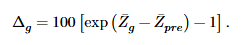 Δ_g = 100 [exp (Z̄_g − Z̄_pre) − 1] .